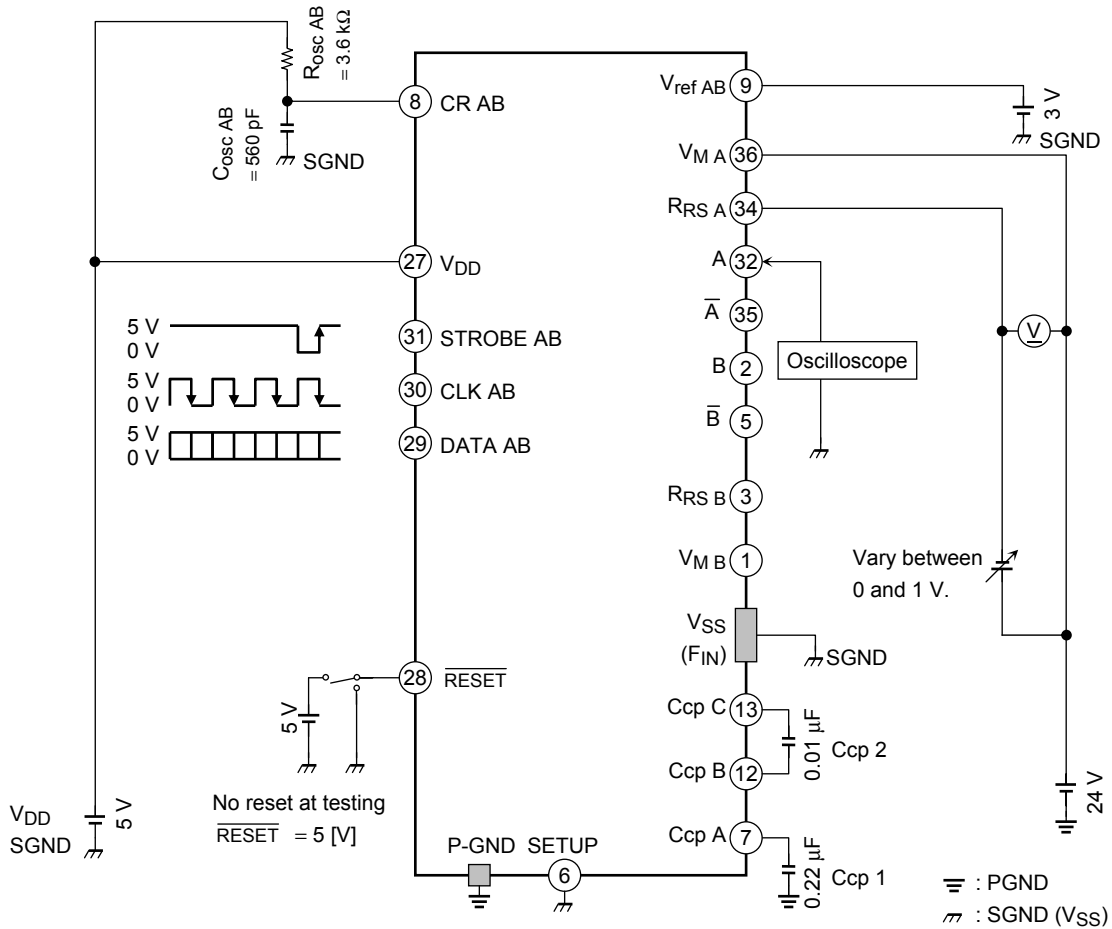 R_osc AB
= 3.6 kΩ
C_osc AB
= 560 pF
SGND
8
CR AB
27
V_DD
5 V
0 V
31
STROBE AB
5 V
0 V
30
CLK AB
5 V
0 V
29
DATA AB
28
R̅E̅S̅E̅T̅
5 V
No reset at testing
R̅E̅S̅E̅T̅ = 5 [V]
V_DD
SGND
5 V
P-GND
SETUP
6
V_ref AB
9
3 V
SGND
V_M A
36
R_RS A
34
A
32
A̅
35
B
2
B̅
5
V
Oscilloscope
R_RS B
3
V_M B
1
Vary between
0 and 1 V.
V_SS
(F_IN)
SGND
Ccp C
13
0.01 μF
Ccp 2
Ccp B
12
Ccp A
7
0.22 μF
Ccp 1
24 V
: PGND
: SGND (V_SS)